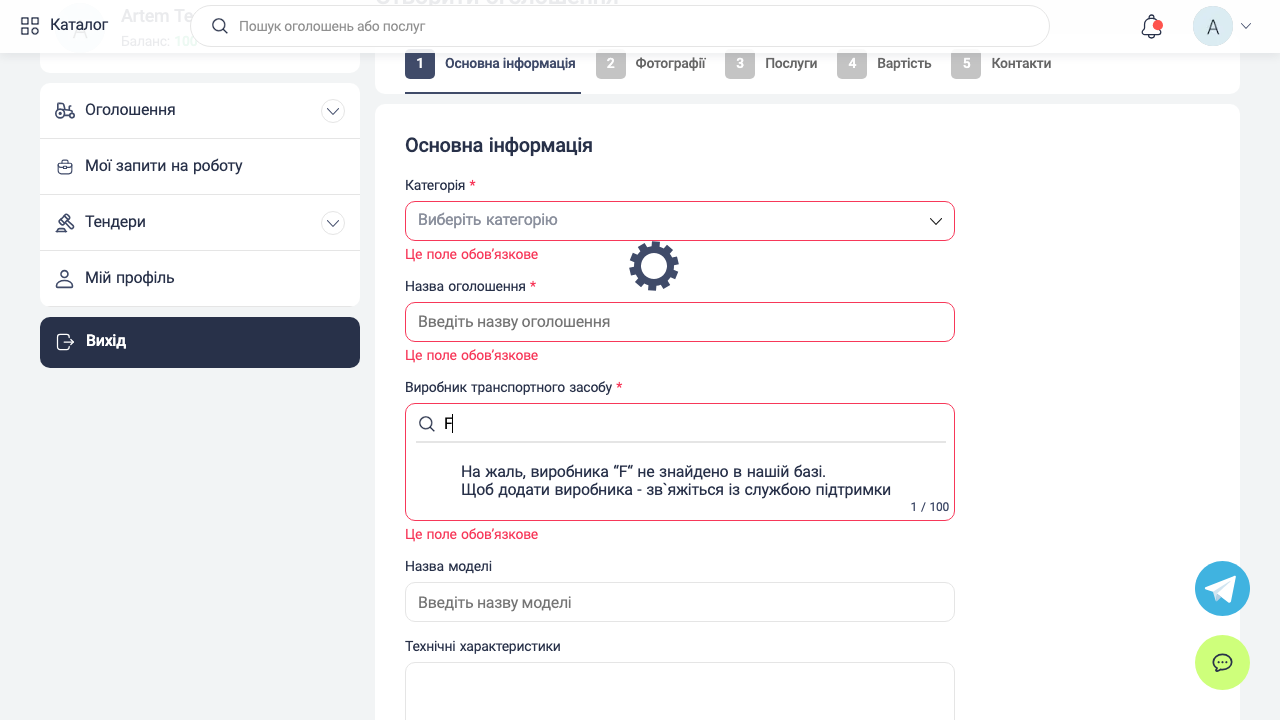 Створити оголошення
Каталог
Artem Te
Пошук оголошень або послуг
A
Баланс: 100
1 Основна інформація
2 Фотографії
3 Послуги
4 Вартість
5 Контакти
Оголошення
Мої запити на роботу
Тендери
Мій профіль
Вихід
Основна інформація
Категорія *
Виберіть категорію
Це поле обов’язкове
Назва оголошення *
Введіть назву оголошення
Це поле обов’язкове
Виробник транспортного засобу *
F
На жаль, виробника “F“ не знайдено в нашій базі.
Щоб додати виробника - зв`яжіться із службою підтримки
1 / 100
Це поле обов’язкове
Назва моделі
Введіть назву моделі
Технічні характеристики